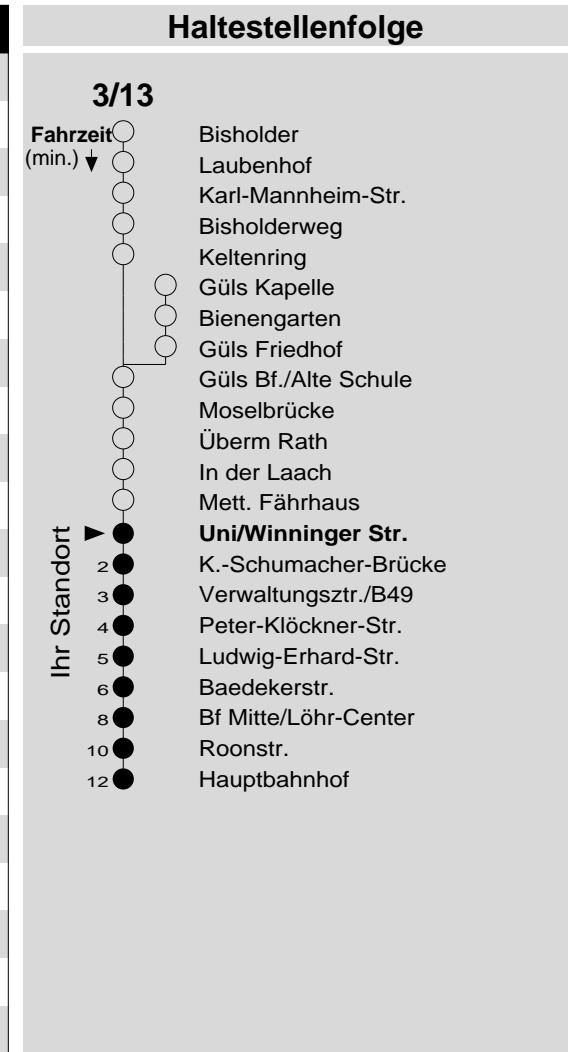 Haltestellenfolge
3/13
Fahrzeit Bisholder
(min.) Laubenhof
Karl-Mannheim-Str.
Bisholderweg
Keltenring
Güls Kapelle
Bienengarten
Güls Friedhof
Güls Bf./Alte Schule
Moselbrücke
Überm Rath
In der Laach
Mett. Fährhaus
Ihr Standort
Uni/Winninger Str.
2 K.-Schumacher-Brücke
3 Verwaltungsztr./B49
4 Peter-Klöckner-Str.
5 Ludwig-Erhard-Str.
6 Baedekerstr.
8 Bf Mitte/Löhr-Center
10 Roonstr.
12 Hauptbahnhof